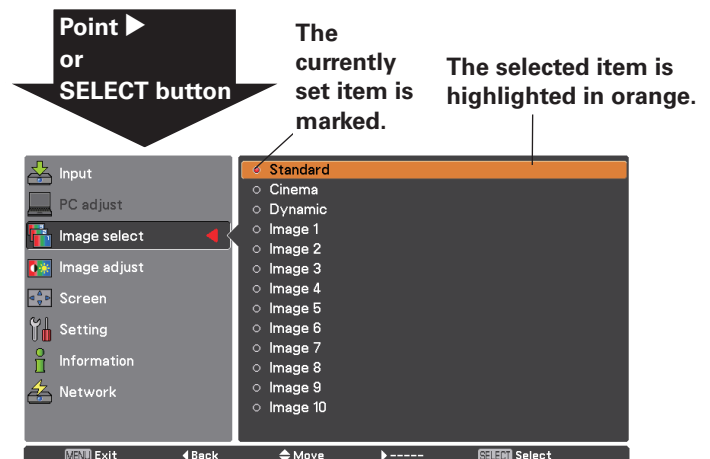 Point ▶
or
SELECT button
The
currently
set item is
marked.
The selected item is
highlighted in orange.
Input
PC adjust
Image select
Image adjust
Screen
Setting
Information
Network
Standard
Cinema
Dynamic
Image 1
Image 2
Image 3
Image 4
Image 5
Image 6
Image 7
Image 8
Image 9
Image 10
MENU Exit ◀Back Move ▶----- SELECT Select